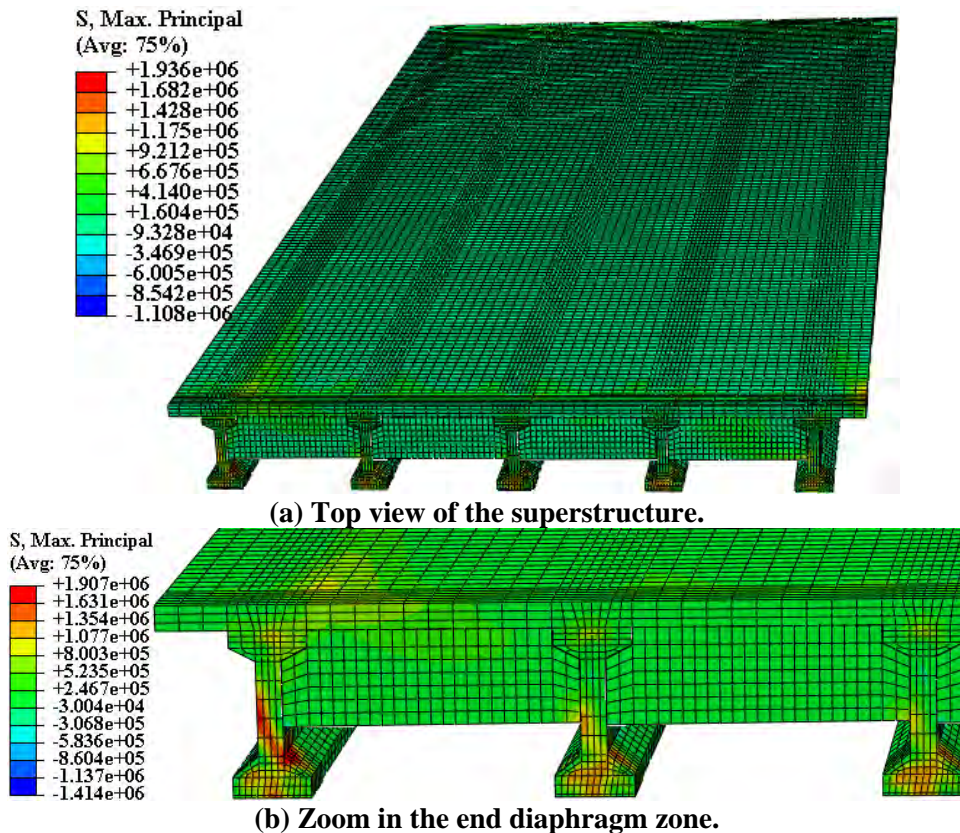 S, Max. Principal
(Avg: 75%)
+1.936e+06
+1.682e+06
+1.428e+06
+1.175e+06
+9.212e+05
+6.676e+05
+4.140e+05
+1.604e+05
-9.328e+04
-3.469e+05
-6.005e+05
-8.542e+05
-1.108e+06
(a) Top view of the superstructure.
S, Max. Principal
(Avg: 75%)
+1.907e+06
+1.631e+06
+1.354e+06
+1.077e+06
+8.003e+05
+5.235e+05
+2.467e+05
-3.004e+04
-3.068e+05
-5.836e+05
-8.604e+05
-1.137e+06
-1.414e+06
(b) Zoom in the end diaphragm zone.